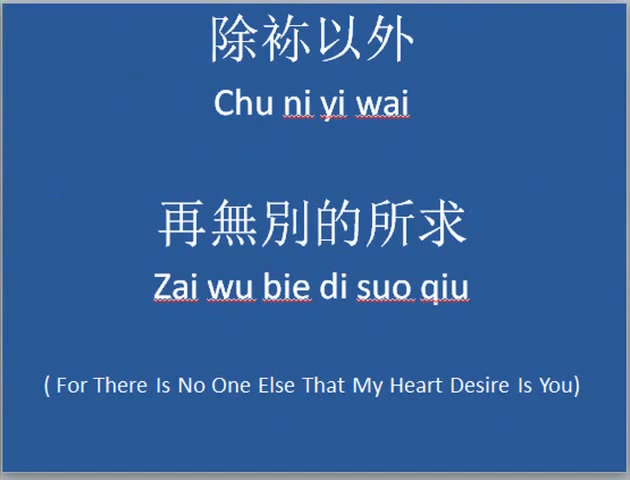 除袮以外
Chu ni yi wai
再無別的所求
Zai wu bie di suo qiu
( For There Is No One Else That My Heart Desire Is You)